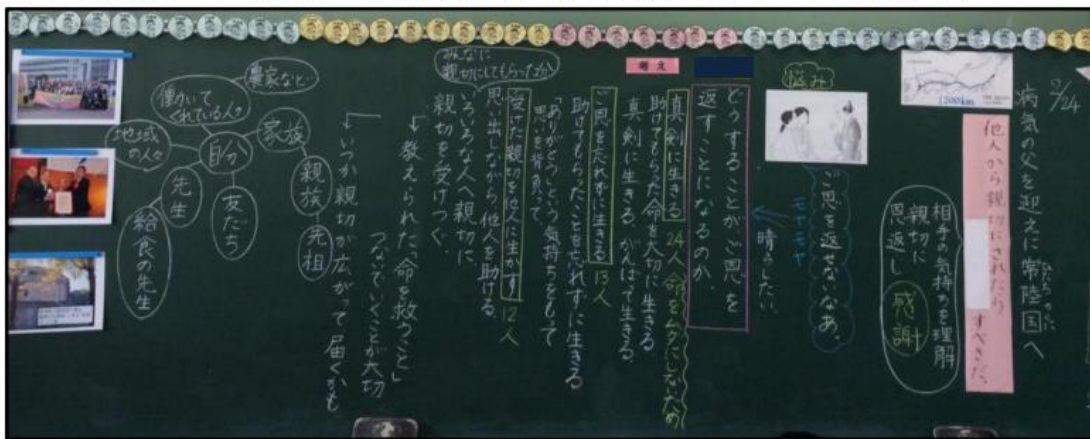 2/24
病気の父を迎えに常陸国へ
ひたちのくに
1200km
他人から親切にされたら
すべきだ。
相手の気持ちを理解
親切に
恩返し
感謝
悩み
ご恩を返せないなあ。
モヤモヤ
晴らしたい。
どうすることがご恩を
返すことになるのか
考え
真剣に生きる 24人 命をムダにしないため
助けてもらった命を大切に生きる
真剣に生きる、がんばって生きる。
ご恩を忘れずに生きる 13人
助けてもらったことを忘れずに生きる
「ありがとう」という気持ちをもって
思いを背負って、
受けた親切を他人に生かす 12人
思い出しながら他人を助ける
いろいろな人へ親切に
親切を受けつぐ。
みんなに
親切にしてもらったから
教えられた「命を救うこと」
つないでいくことが大切
いつか親切が広がって届くかも
自分
家族
親族
先祖
友だち
先生
給食の先生
地域の人々
働いてくれている人々
農家など…